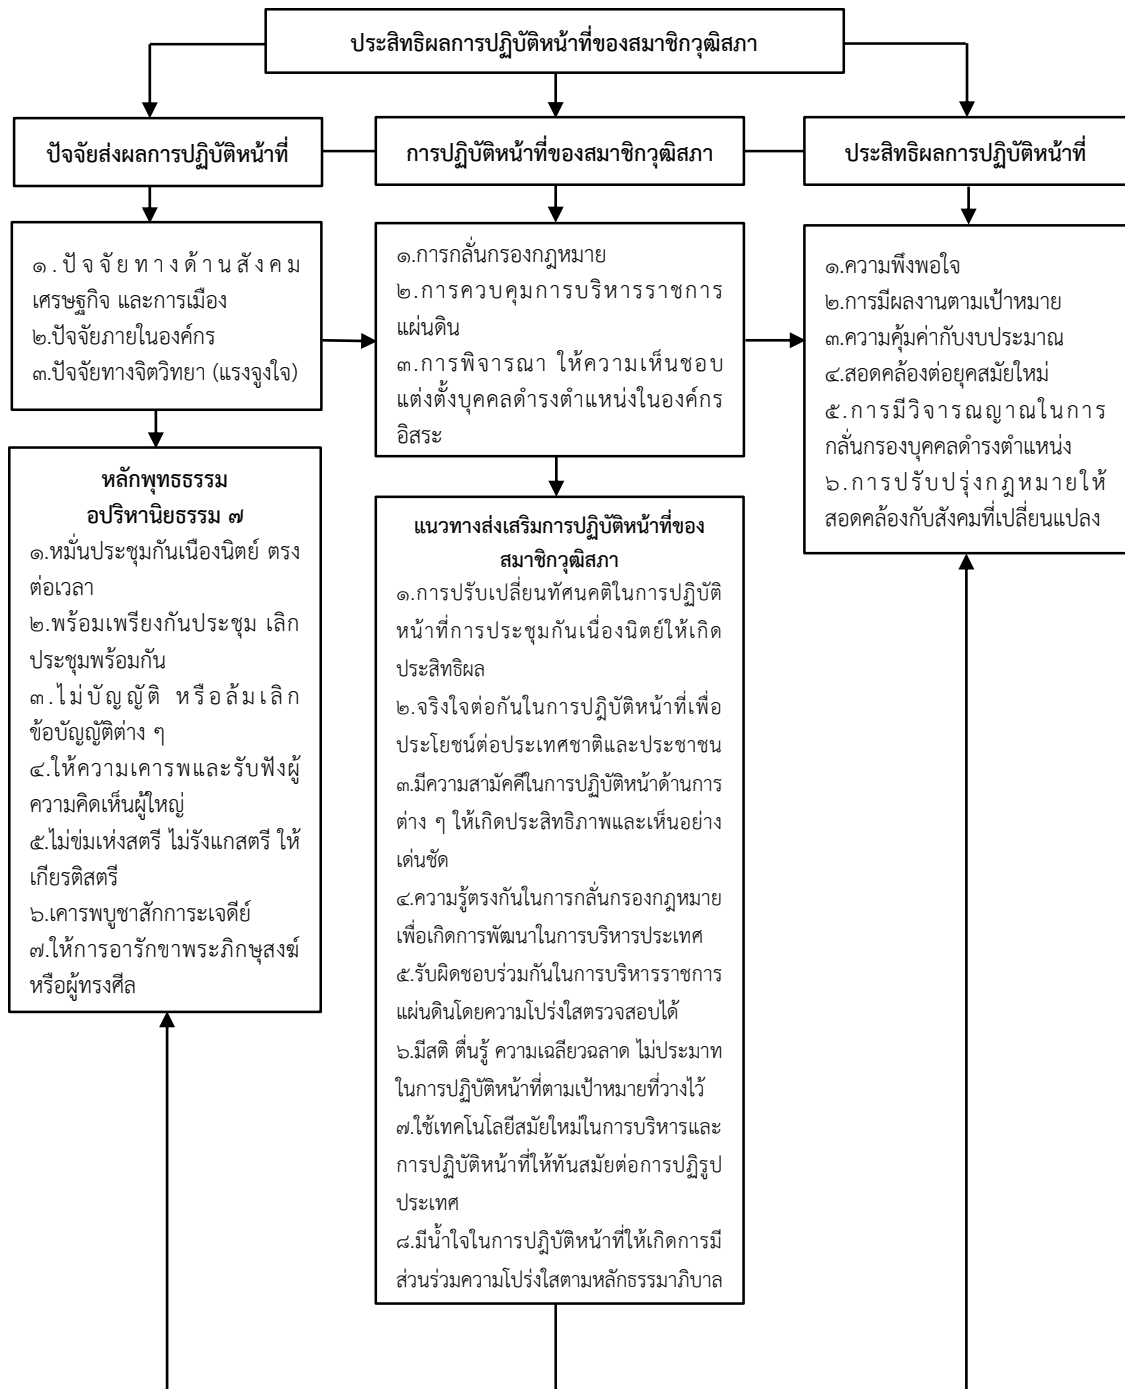 ประสิทธิผลการปฏิบัติหน้าที่ของสมาชิกวุฒิสภา
ปัจจัยส่งผลการปฏิบัติหน้าที่
การปฏิบัติหน้าที่ของสมาชิกวุฒิสภา
ประสิทธิผลการปฏิบัติหน้าที่
๑.ปัจจัยทางด้านสังคม
เศรษฐกิจ และการเมือง
๒.ปัจจัยภายในองค์กร
๓.ปัจจัยทางจิตวิทยา (แรงจูงใจ)
๑.การกลั่นกรองกฎหมาย
๒.การควบคุมการบริหารราชการ
แผ่นดิน
๓.การพิจารณา ให้ความเห็นชอบ
แต่งตั้งบุคคลดำรงตำแหน่งในองค์กร
อิสระ
๑.ความพึงพอใจ
๒.การมีผลงานตามเป้าหมาย
๓.ความคุ้มค่ากับงบประมาณ
๔.สอดคล้องต่อยุคสมัยใหม่
๕.การมีวิจารณญาณในการ
กลั่นกรองบุคคลดำรงตำแหน่ง
๖.การปรับปรุ่งกฎหมายให้
สอดคล้องกับสังคมที่เปลี่ยนแปลง
หลักพุทธธรรม
อปริหานิยธรรม ๗
๑.หมั่นประชุมกันเนืองนิตย์ ตรง
ต่อเวลา
๒.พร้อมเพรียงกันประชุม เลิก
ประชุมพร้อมกัน
๓.ไม่บัญญัติ หรือล้มเลิก
ข้อบัญญัติต่าง ๆ
๔.ให้ความเคารพและรับฟังผู้
ความคิดเห็นผู้ใหญ่
๕.ไม่ข่มเห่งสตรี ไม่รังแกสตรี ให้
เกียรติสตรี
๖.เคารพบูชาสักการะเจดีย์
๗.ให้การอารักขาพระภิกษุสงฆ์
หรือผู้ทรงศีล
แนวทางส่งเสริมการปฏิบัติหน้าที่ของ
สมาชิกวุฒิสภา
๑.การปรับเปลี่ยนทัศนคติในการปฏิบัติ
หน้าที่การประชุมกันเนื่องนิตย์ให้เกิด
ประสิทธิผล
๒.จริงใจต่อกันในการปฎิบัติหน้าที่เพื่อ
ประโยชน์ต่อประเทศชาติและประชาชน
๓.มีความสามัคคีในการปฏิบัติหน้าด้านการ
ต่าง ๆ ให้เกิดประสิทธิภาพและเห็นอย่าง
เด่นชัด
๔.ความรู้ตรงกันในการกลั่นกรองกฎหมาย
เพื่อเกิดการพัฒนาในการบริหารประเทศ
๕.รับผิดชอบร่วมกันในการบริหารราชการ
แผ่นดินโดยความโปร่งใสตรวจสอบได้
๖.มีสติ ตื่นรู้ ความเฉลียวฉลาด ไม่ประมาท
ในการปฏิบัติหน้าที่ตามเป้าหมายที่วางไว้
๗.ใช้เทคโนโลยีสมัยใหม่ในการบริหารและ
การปฏิบัติหน้าที่ให้ทันสมัยต่อการปฏิรูป
ประเทศ
๘.มีน้ำใจในการปฎิบัติหน้าที่ให้เกิดการมี
ส่วนร่วมความโปร่งใสตามหลักธรรมาภิบาล